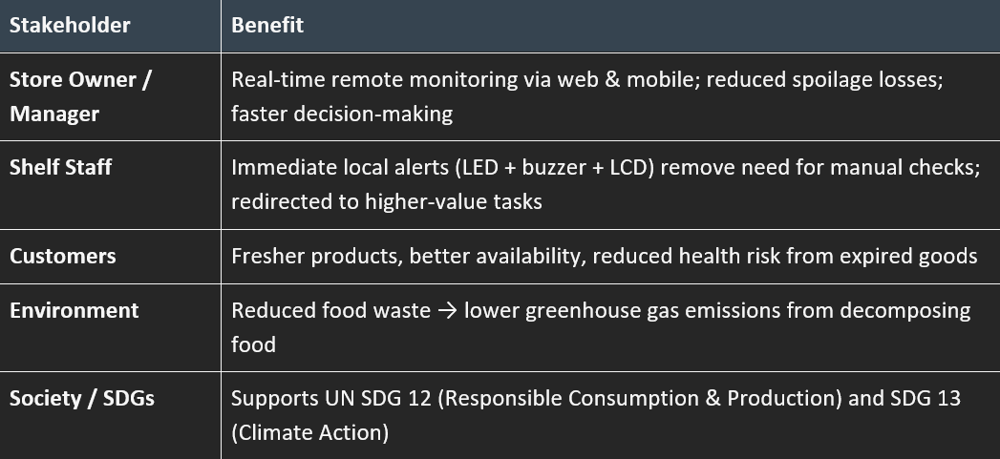 Stakeholder
Benefit
Store Owner /
Manager
Real-time remote monitoring via web & mobile; reduced spoilage losses;
faster decision-making
Shelf Staff
Immediate local alerts (LED + buzzer + LCD) remove need for manual checks;
redirected to higher-value tasks
Customers
Fresher products, better availability, reduced health risk from expired goods
Environment
Reduced food waste → lower greenhouse gas emissions from decomposing
food
Society / SDGs
Supports UN SDG 12 (Responsible Consumption & Production) and SDG 13
(Climate Action)